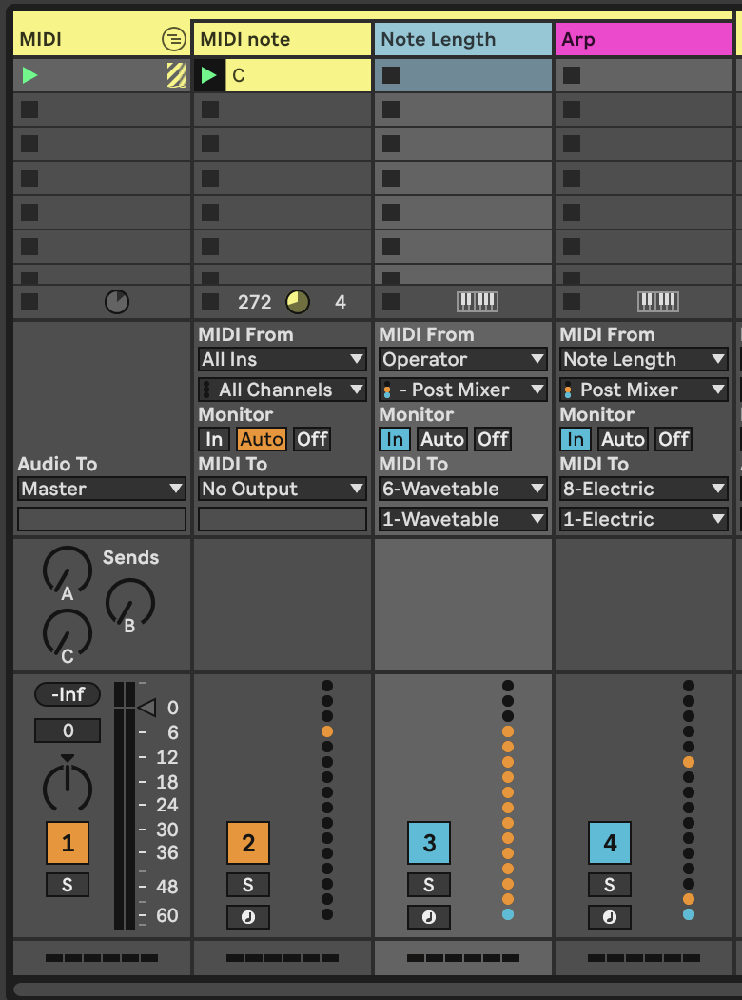 MIDI
MIDI note
Note Length
Arp
C
272 4
MIDI From
MIDI From
MIDI From
All Ins
Operator
Note Length
All Channels
- Post Mixer
Post Mixer
Monitor
Monitor
Monitor
In Auto Off
In Auto Off
In Auto Off
Audio To
MIDI To
MIDI To
MIDI To
Master
No Output
6-Wavetable
8-Electric
1-Wavetable
1-Electric
Sends
A
B
C
-Inf
0
0
6
12
18
24
30
36
48
60
1
2
3
4
S
S
S
S